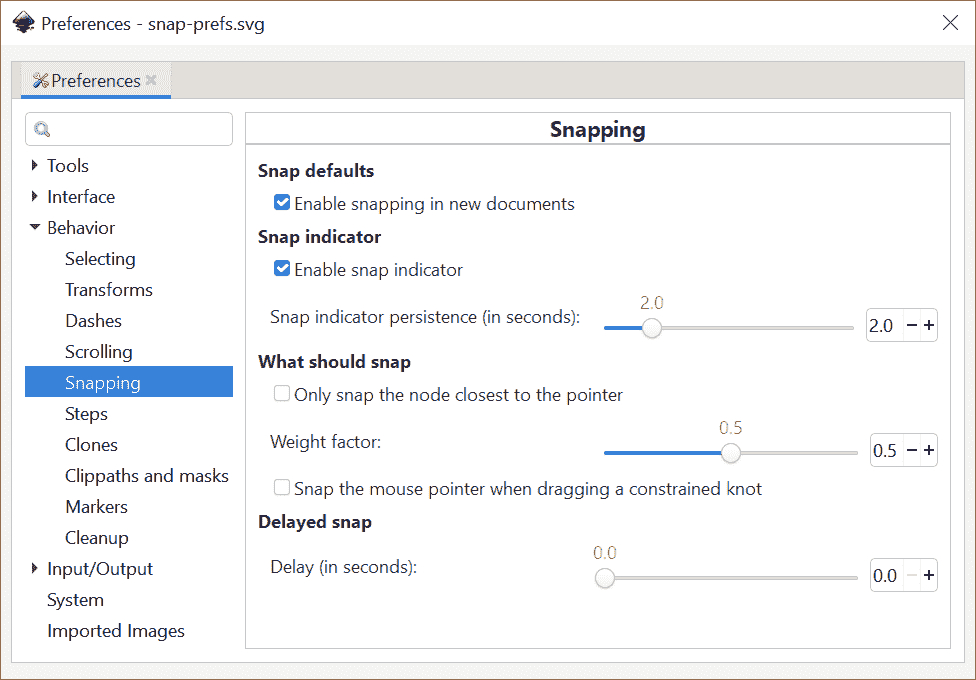 Preferences - snap-prefs.svg
Preferences
Tools
Interface
Behavior
Selecting
Transforms
Dashes
Scrolling
Snapping
Steps
Clones
Clippaths and masks
Markers
Cleanup
Input/Output
System
Imported Images
Snapping
Snap defaults
Enable snapping in new documents
Snap indicator
Enable snap indicator
2.0
Snap indicator persistence (in seconds):
2.0
What should snap
Only snap the node closest to the pointer
0.5
Weight factor:
0.5
Snap the mouse pointer when dragging a constrained knot
Delayed snap
0.0
Delay (in seconds):
0.0